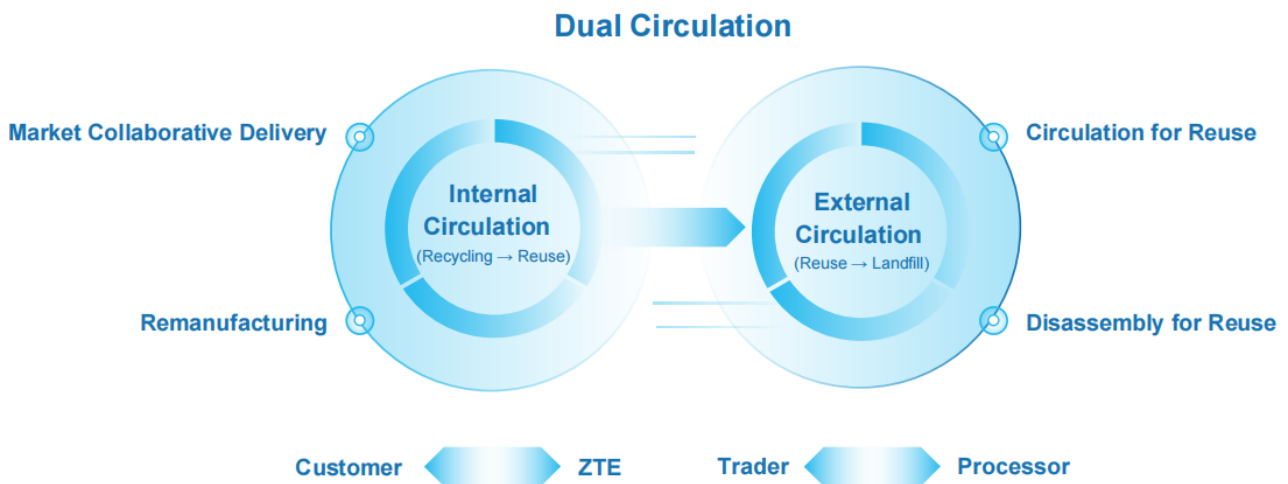 Dual Circulation
Market Collaborative Delivery
Internal
Circulation
(Recycling → Reuse)
Remanufacturing
External
Circulation
(Reuse → Landfill)
Circulation for Reuse
Disassembly for Reuse
Customer
ZTE
Trader
Processor